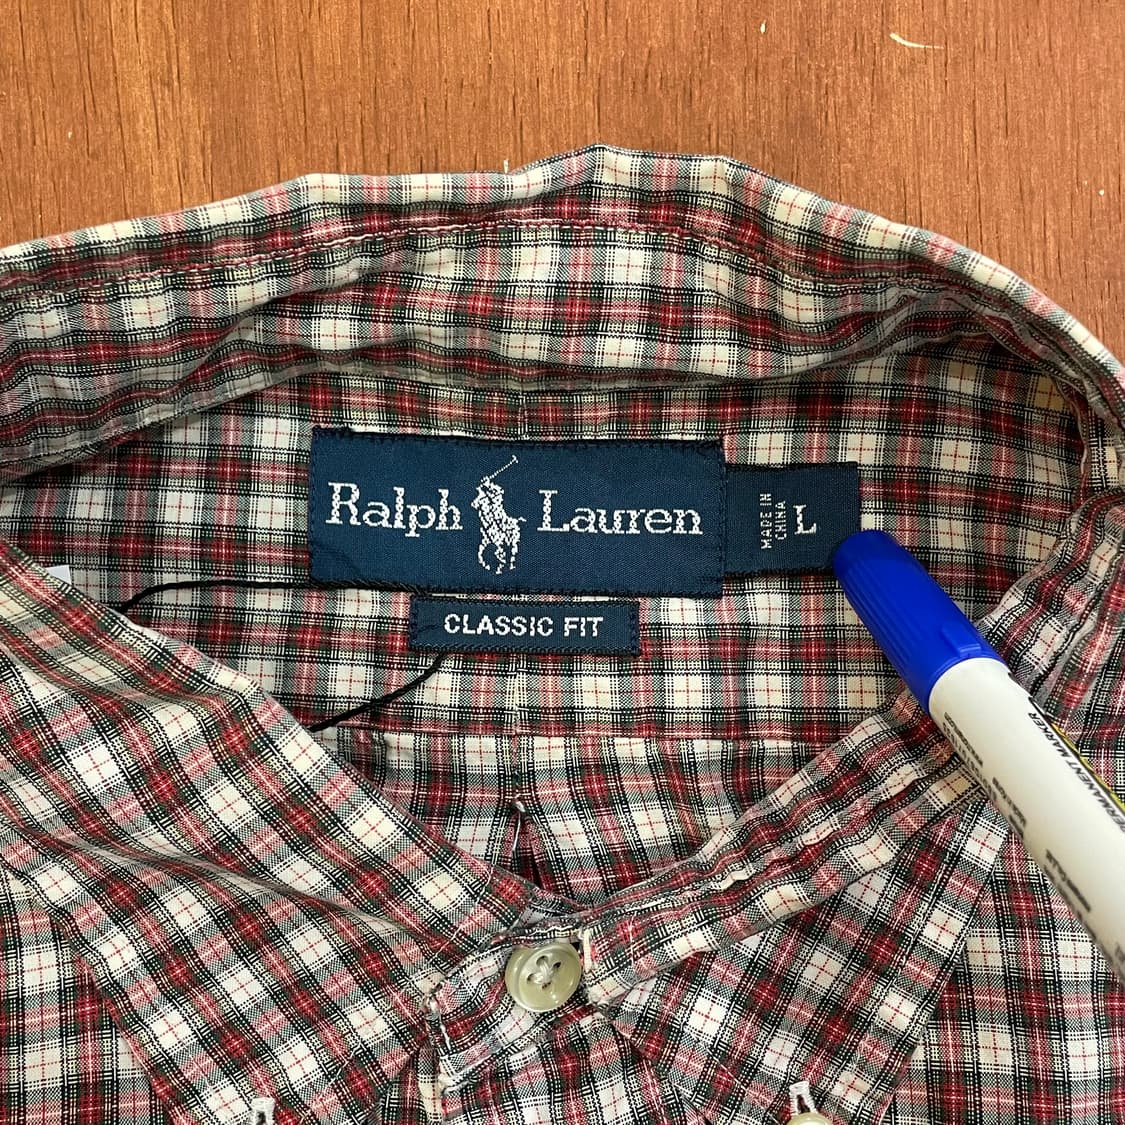 Ralph Lauren
MADE IN
CHINA
L
CLASSIC FIT